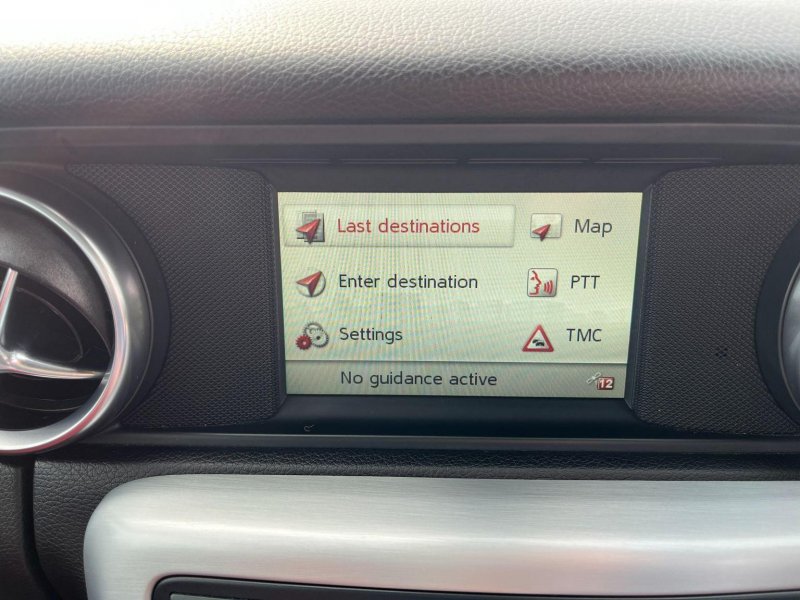 Last destinations
Map
Enter destination
PTT
Settings
TMC
No guidance active
12